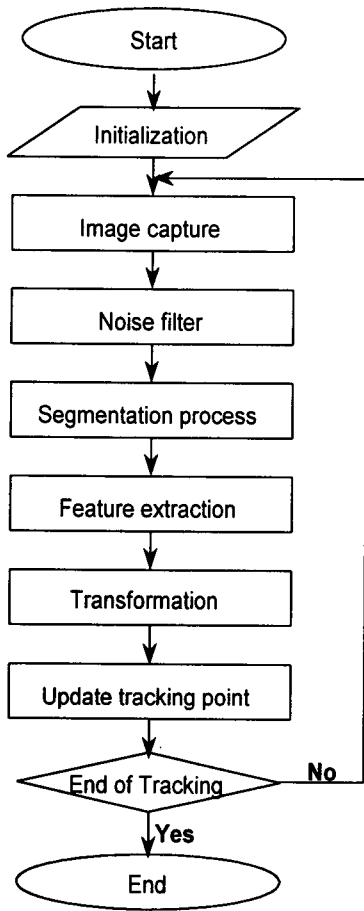 Start
Initialization
Image capture
Noise filter
Segmentation process
Feature extraction
Transformation
Update tracking point
End of Tracking
No
Yes
End